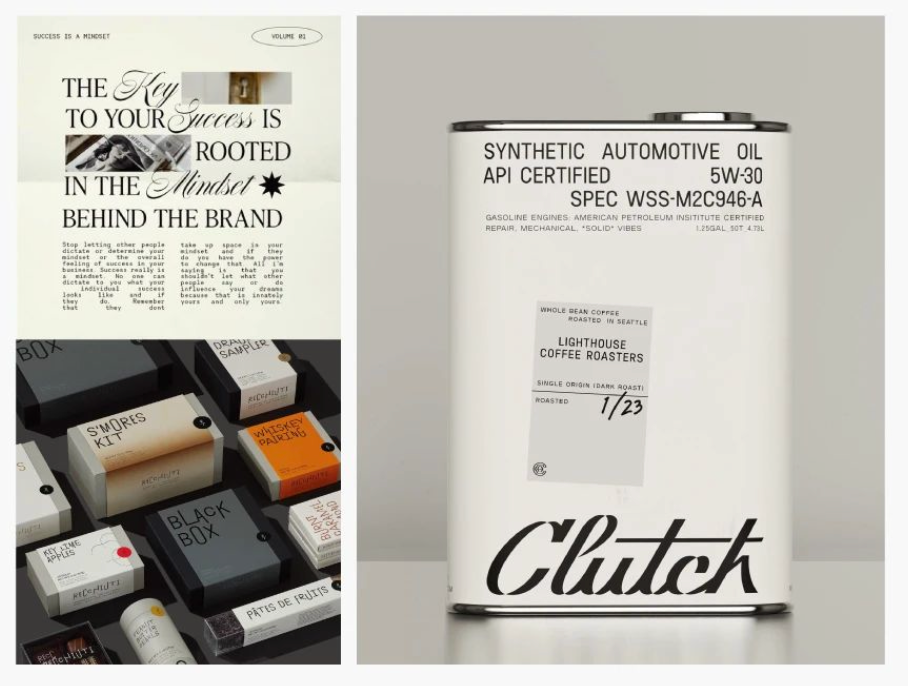 SUCCESS IS A MINDSET
VOLUME 01
THE Key
TO YOUR Success IS
ROOTED
IN THE Mindset
BEHIND THE BRAND
Stop letting other people
dictate or determine your
mindset or the overall
feeling of success in your
business. Success really is
a mindset. No one can
dictate to you what your
individual success
looks like and if
they do. Remember
that they dont
take up space in your
mindset and if they
do you have the power
to change that All i'm
saying is that you
shouldn't let what other
people say or do
influence your dreams
because that is innately
yours and only yours.
BOX
SAMPLER
S'MORES
KIT
WHISKEY
PAIRING
BLACK
BOX
KEY LIME
APPLES
PÂTIS DE FRUITS
SYNTHETIC AUTOMOTIVE OIL
API CERTIFIED 5W-30
SPEC WSS-M2C946-A
GASOLINE ENGINES: AMERICAN PETROLEUM INSITITUTE CERTIFIED
REPAIR, MECHANICAL, *SOLID* VIBES 1.25GAL_5QT_4.73L
WHOLE BEAN COFFEE
ROASTED IN SEATTLE
LIGHTHOUSE
COFFEE ROASTERS
SINGLE ORIGIN (DARK ROAST)
ROASTED 1/23
Clutch